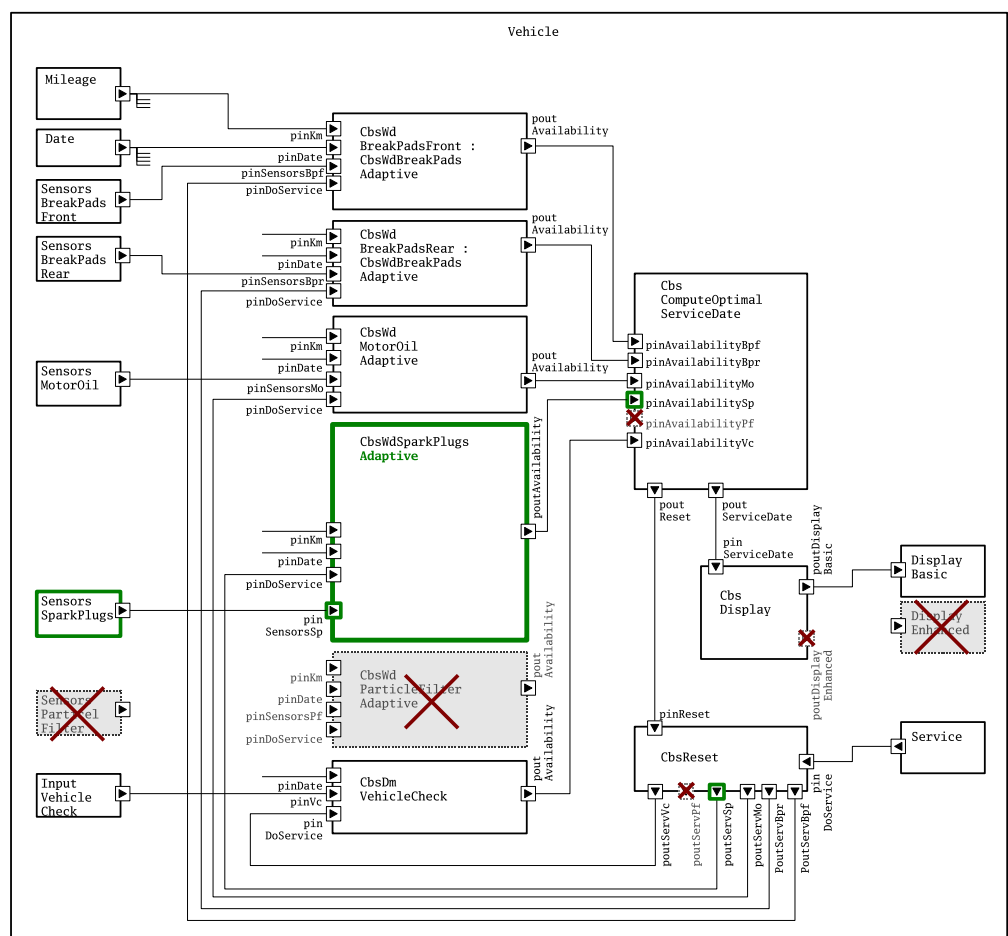 Vehicle
Mileage
Date
Sensors
BreakPads
Front
Sensors
BreakPads
Rear
Sensors
MotorOil
Sensors
SparkPlugs
Sensors
Partikel
Filter
Input
Vehicle
Check
pinKm
pinDate
pinSensorsBpf
pinDoService
CbsWd
BreakPadsFront :
CbsWdBreakPads
Adaptive
pout
Availability
pinKm
pinDate
pinSensorsBpr
pinDoService
CbsWd
BreakPadsRear :
CbsWdBreakPads
Adaptive
pout
Availability
pinKm
pinDate
pinSensorsMo
pinDoService
CbsWd
MotorOil
Adaptive
pout
Availability
CbsWdSparkPlugs
Adaptive
pinKm
pinDate
pinDoService
pin
SensorsSp
poutAvailability
pinKm
pinDate
pinSensorsPf
pinDoService
CbsWd
ParticleFilter
Adaptive
pout
Availability
pinDate
pinVc
pin
DoService
CbsDm
VehicleCheck
pout
Availability
Cbs
ComputeOptimal
ServiceDate
pinAvailabilityBpf
pinAvailabilityBpr
pinAvailabilityMo
pinAvailabilitySp
pinAvailabilityPf
pinAvailabilityVc
pout
Reset
pout
ServiceDate
pin
ServiceDate
Cbs
Display
poutDisplay
Basic
poutDisplay
Enhanced
Display
Basic
Display
Enhanced
pinReset
CbsReset
pin
DoService
Service
poutServVc
poutServPf
poutServSp
poutServMo
PoutServBpr
PoutServBpf